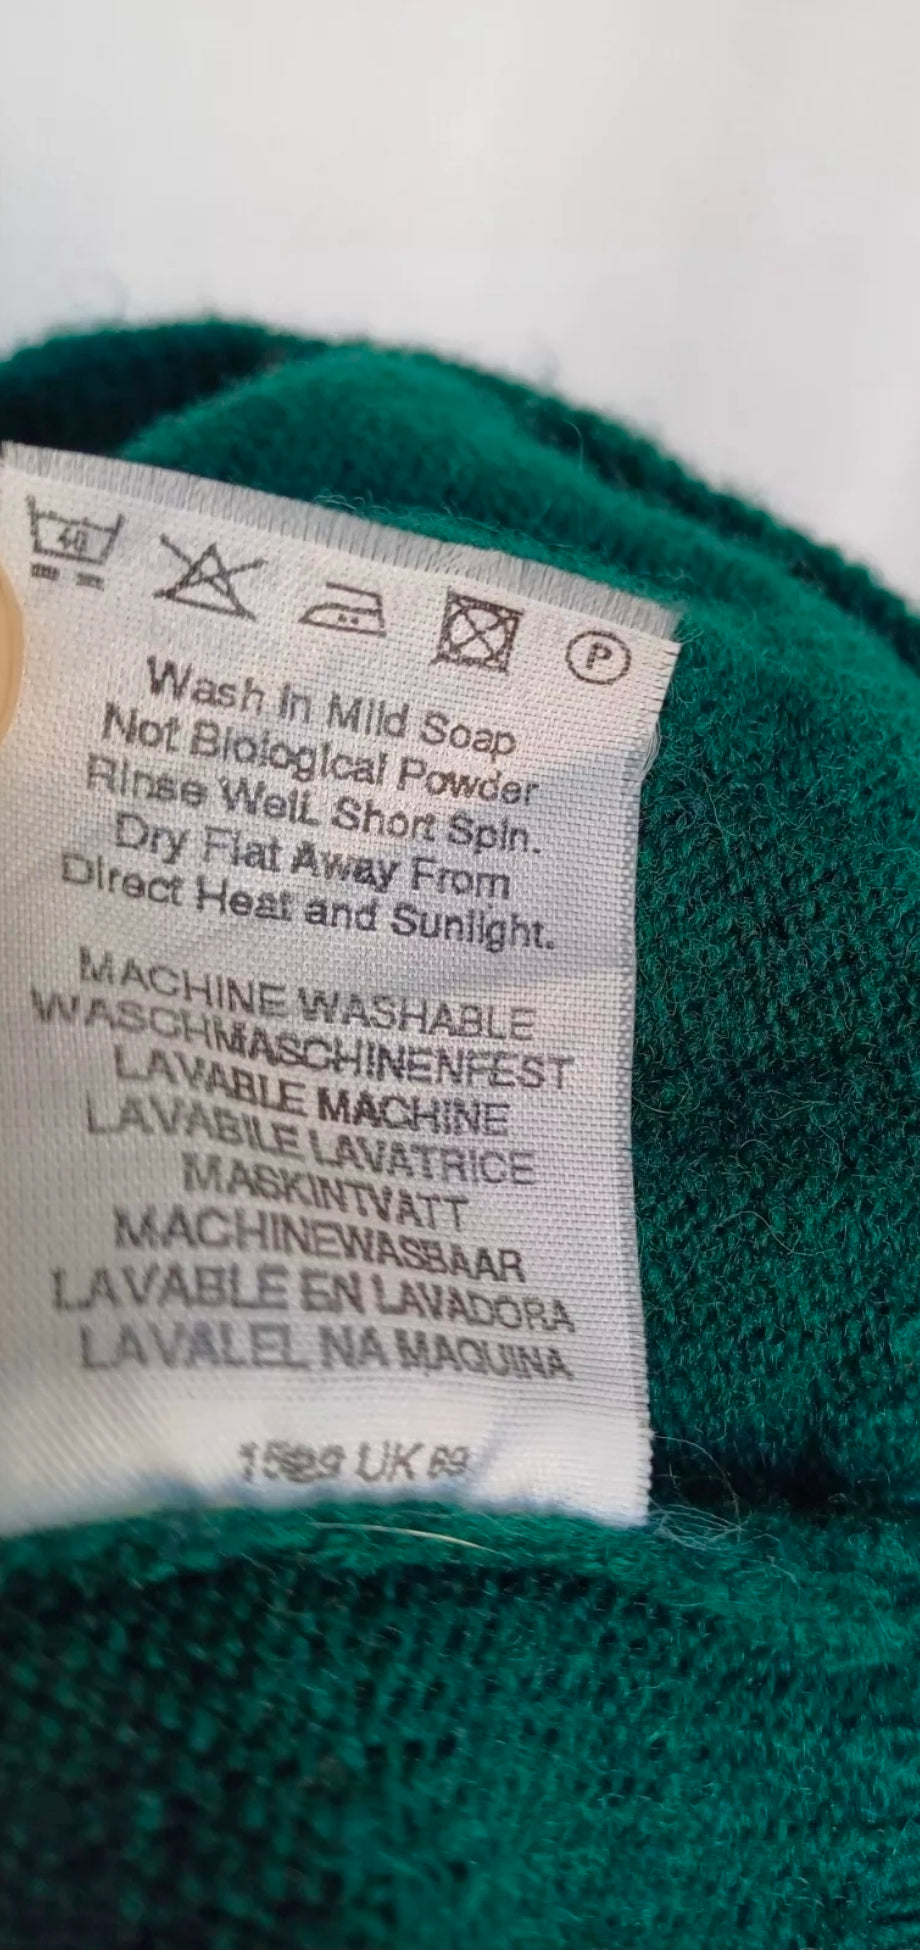 40
P
Wash In Mild Soap
Not Biological Powder
Rinse Well. Short Spin.
Dry Flat Away From
Direct Heat and Sunlight.
MACHINE WASHABLE
WASCHMASCHINENFEST
LAVABLE MACHINE
LAVABILE LAVATRICE
MASKINTVATT
MACHINEWASBAAR
LAVABLE EN LAVADORA
LAVALEL NA MAQUINA
UK